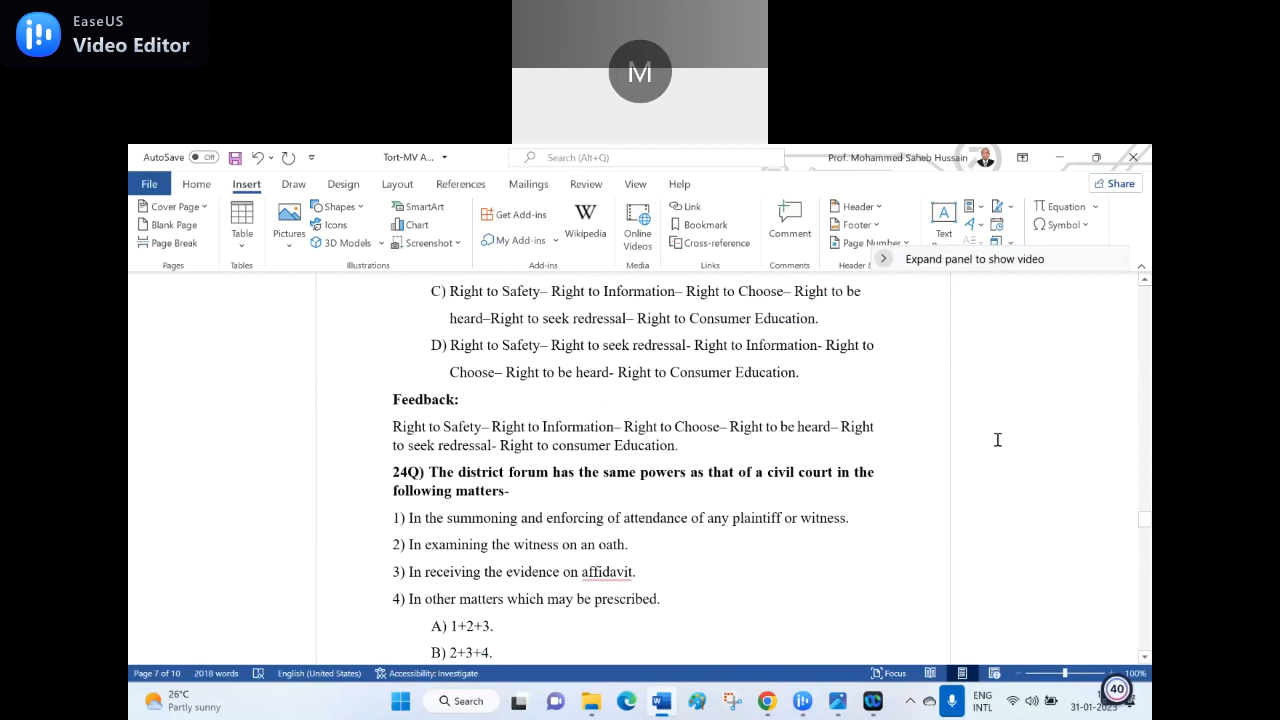 EaseUS
Video Editor
M
AutoSave Off Tort-MV A... Search (Alt+Q) Prof. Mohammed Saheb Hussain
File Home Insert Draw Design Layout References Mailings Review View Help Share
Cover Page
Blank Page
Page Break
Pages
Table
Tables
Pictures
Shapes
Icons
3D Models
SmartArt
Chart
Screenshot
Illustrations
Get Add-ins
My Add-ins
Wikipedia
Add-ins
Online
Videos
Media
Link
Bookmark
Cross-reference
Links
Comment
Comments
Header
Footer
Page Number
Header &
A
Text
Equation
Symbol
Expand panel to show video
C) Right to Safety– Right to Information– Right to Choose– Right to be
heard–Right to seek redressal– Right to Consumer Education.
D) Right to Safety– Right to seek redressal- Right to Information- Right to
Choose– Right to be heard- Right to Consumer Education.
Feedback:
Right to Safety– Right to Information– Right to Choose– Right to be heard– Right
to seek redressal- Right to consumer Education.
24Q) The district forum has the same powers as that of a civil court in the
following matters-
1) In the summoning and enforcing of attendance of any plaintiff or witness.
2) In examining the witness on an oath.
3) In receiving the evidence on affidavit.
4) In other matters which may be prescribed.
A) 1+2+3.
B) 2+3+4.
Page 7 of 10 2018 words English (United States) Accessibility: Investigate Focus 100%
26°C
Partly sunny
Search
ENG
INTL
31-01-2023
40